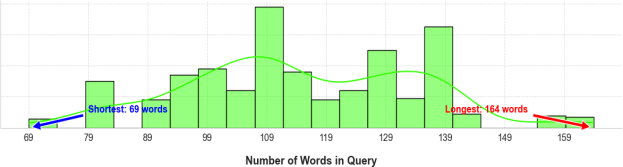 Shortest: 69 words
Longest: 164 words
69 79 89 99 109 119 129 139 149 159
Number of Words in Query